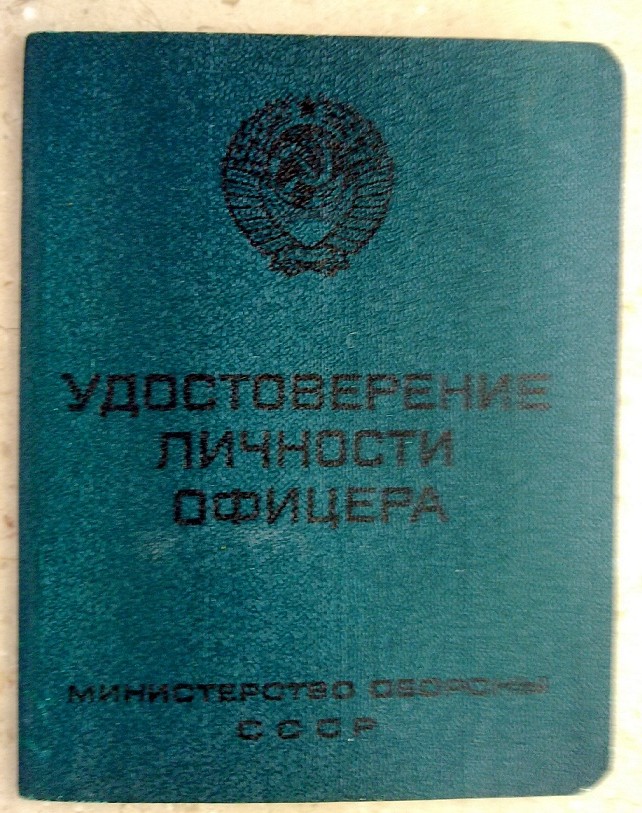 УДОСТОВЕРЕНИЕ
ЛИЧНОСТИ
ОФИЦЕРА
МИНИСТЕРСТВО ОБОРОНЫ
СССР